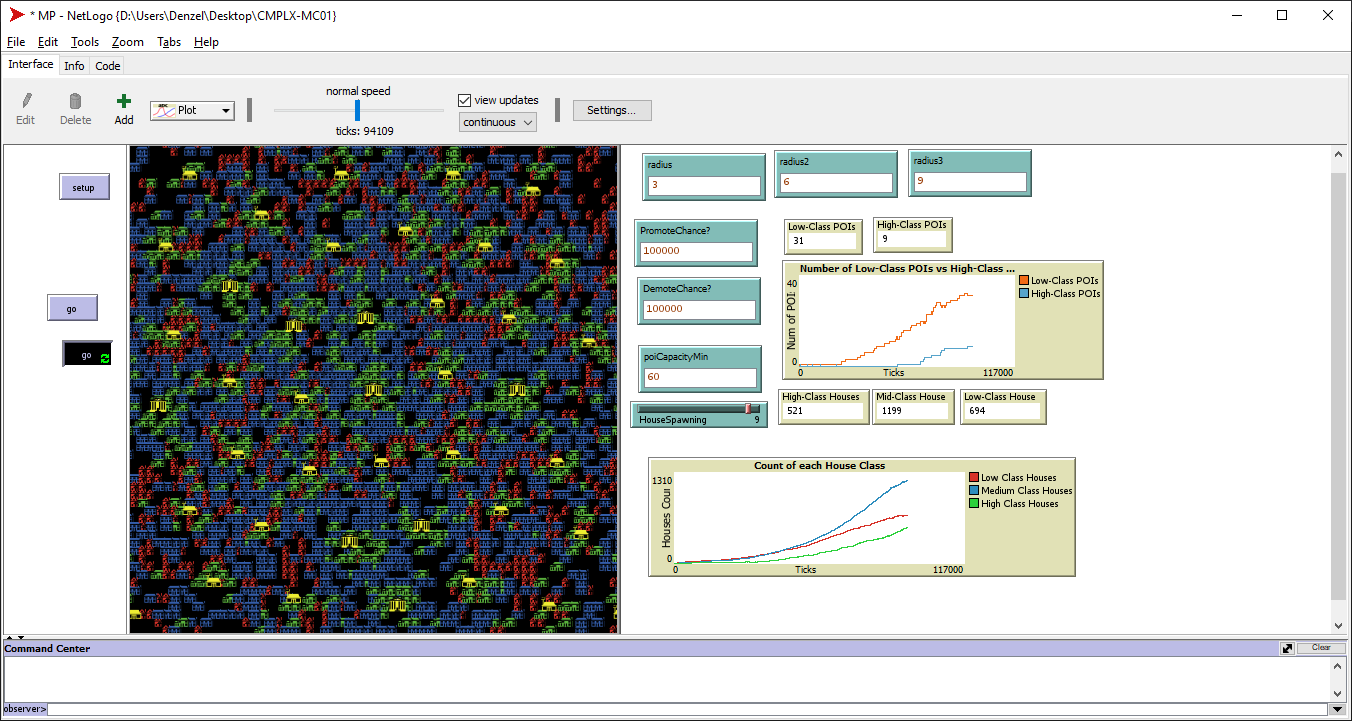 * MP - NetLogo {D:\Users\Denzel\Desktop\CMPLX-MC01}
File Edit Tools Zoom Tabs Help
Interface Info Code
Edit Delete Add
abc Plot
normal speed
ticks: 94109
view updates
continuous
Settings...
setup
go
go
radius
3
radius2
6
radius3
9
PromoteChance?
100000
Low-Class POIs
31
High-Class POIs
9
DemoteChance?
100000
Number of Low-Class POIs vs High-Class ...
Num of POI
40
0
0
Ticks
117000
Low-Class POIs
High-Class POIs
poiCapacityMin
60
HouseSpawning 9
High-Class Houses
521
Mid-Class House
1199
Low-Class House
694
Count of each House Class
Houses Cou
1310
0
0
Ticks
117000
Low Class Houses
Medium Class Houses
High Class Houses
Command Center
Clear
observer>